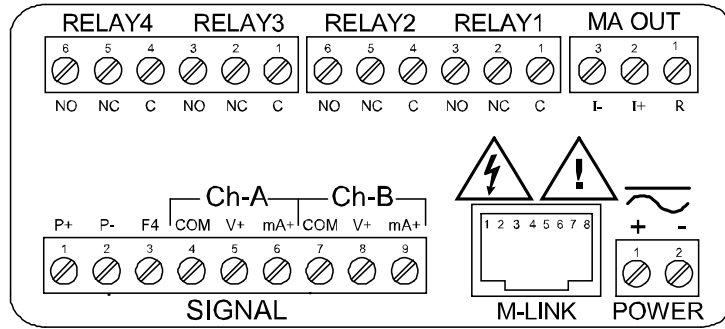 RELAY4 RELAY3 RELAY2 RELAY1 MA OUT
6 5 4 3 2 1 6 5 4 3 2 1 3 2 1
NO NC C NO NC C NO NC C NO NC C I- I+ R
Ch-A Ch-B
P+ P- F4 COM V+ mA+ COM V+ mA+
1 2 3 4 5 6 7 8 9
1 2 3 4 5 6 7 8
+ -
1 2
SIGNAL M-LINK POWER